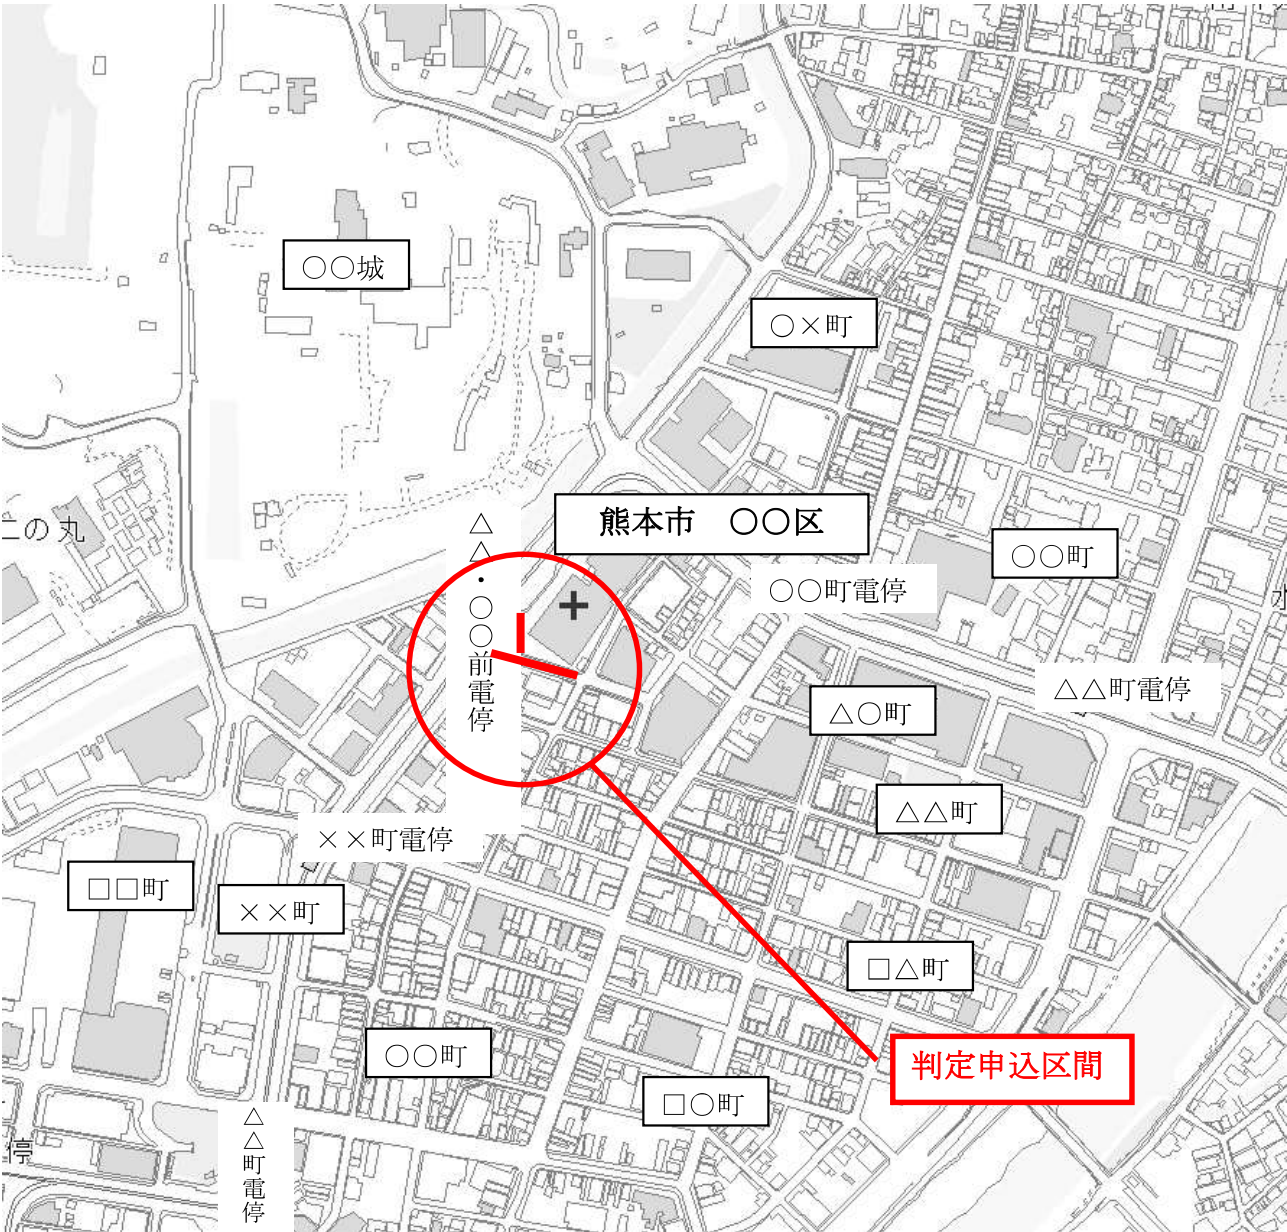 ○○城
○×町
二の丸
熊本市　○○区
△△・○○前電停
○○町
○○町電停
△△町電停
△○町
△△町
××町電停
□□町
××町
□△町
○○町
判定申込区間
□○町
△△町電停
停